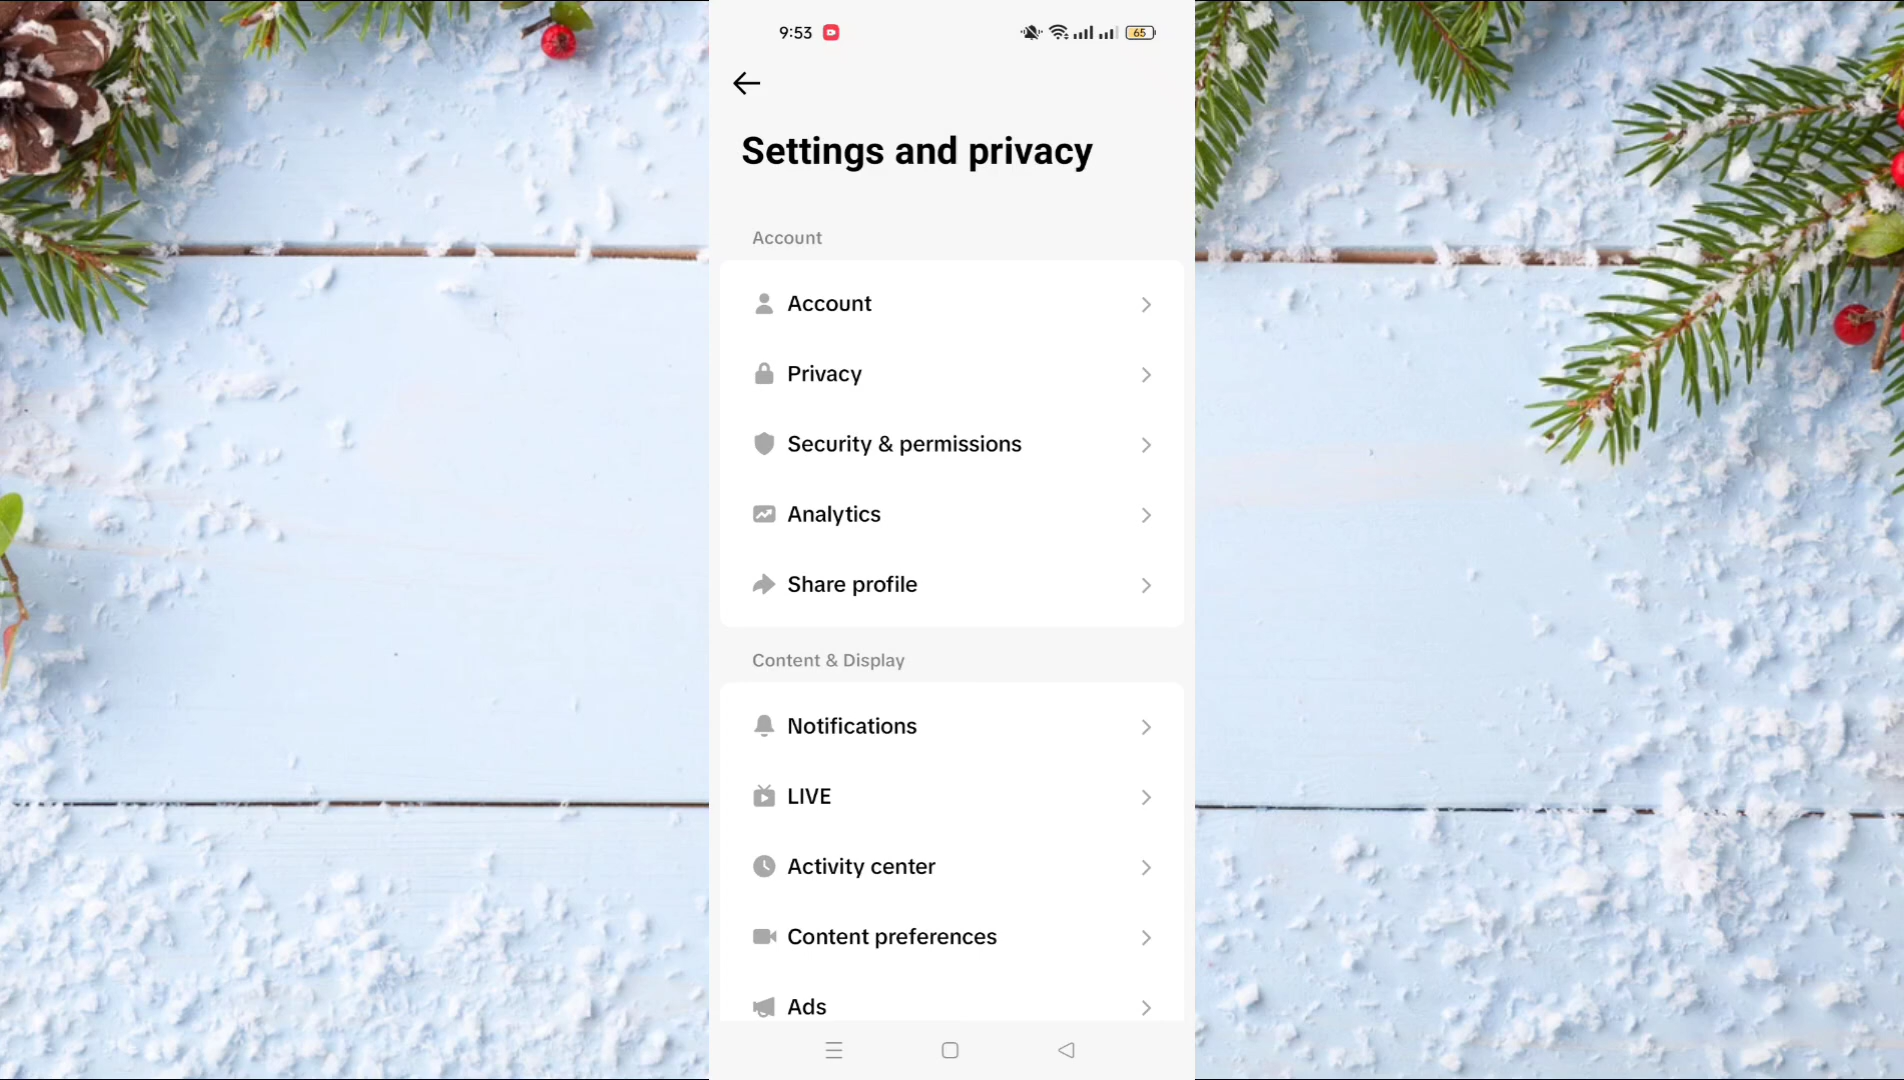 9:53
65
Settings and privacy
Account
Account
Privacy
Security & permissions
Analytics
Share profile
Content & Display
Notifications
LIVE
Activity center
Content preferences
Ads